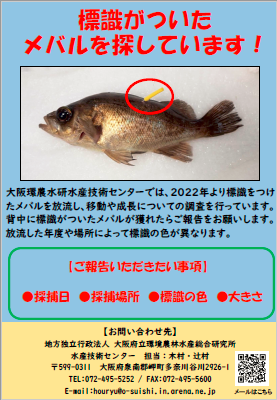 標識がついた
メバルを探しています！
大阪環農水研水産技術センターでは、2022年より標識をつけ
たメバルを放流し、移動や成長についての調査を行っています。
背中に標識がついたメバルが獲れたらご報告をお願いします。
放流した年度や場所によって標識の色が異なります。
【ご報告いただきたい事項】
●採捕日　●採捕場所　●標識の色　●大きさ
【お問い合わせ先】
地方独立行政法人 大阪府立環境農林水産総合研究所
水産技術センター　担当：木村・辻村
〒599-0311　大阪府泉南郡岬町多奈川谷川2926-1
TEL:072-495-5252 / FAX:072-495-5600
E-mail:houryu@o-suishi.in.arena.ne.jp
メールはこちら